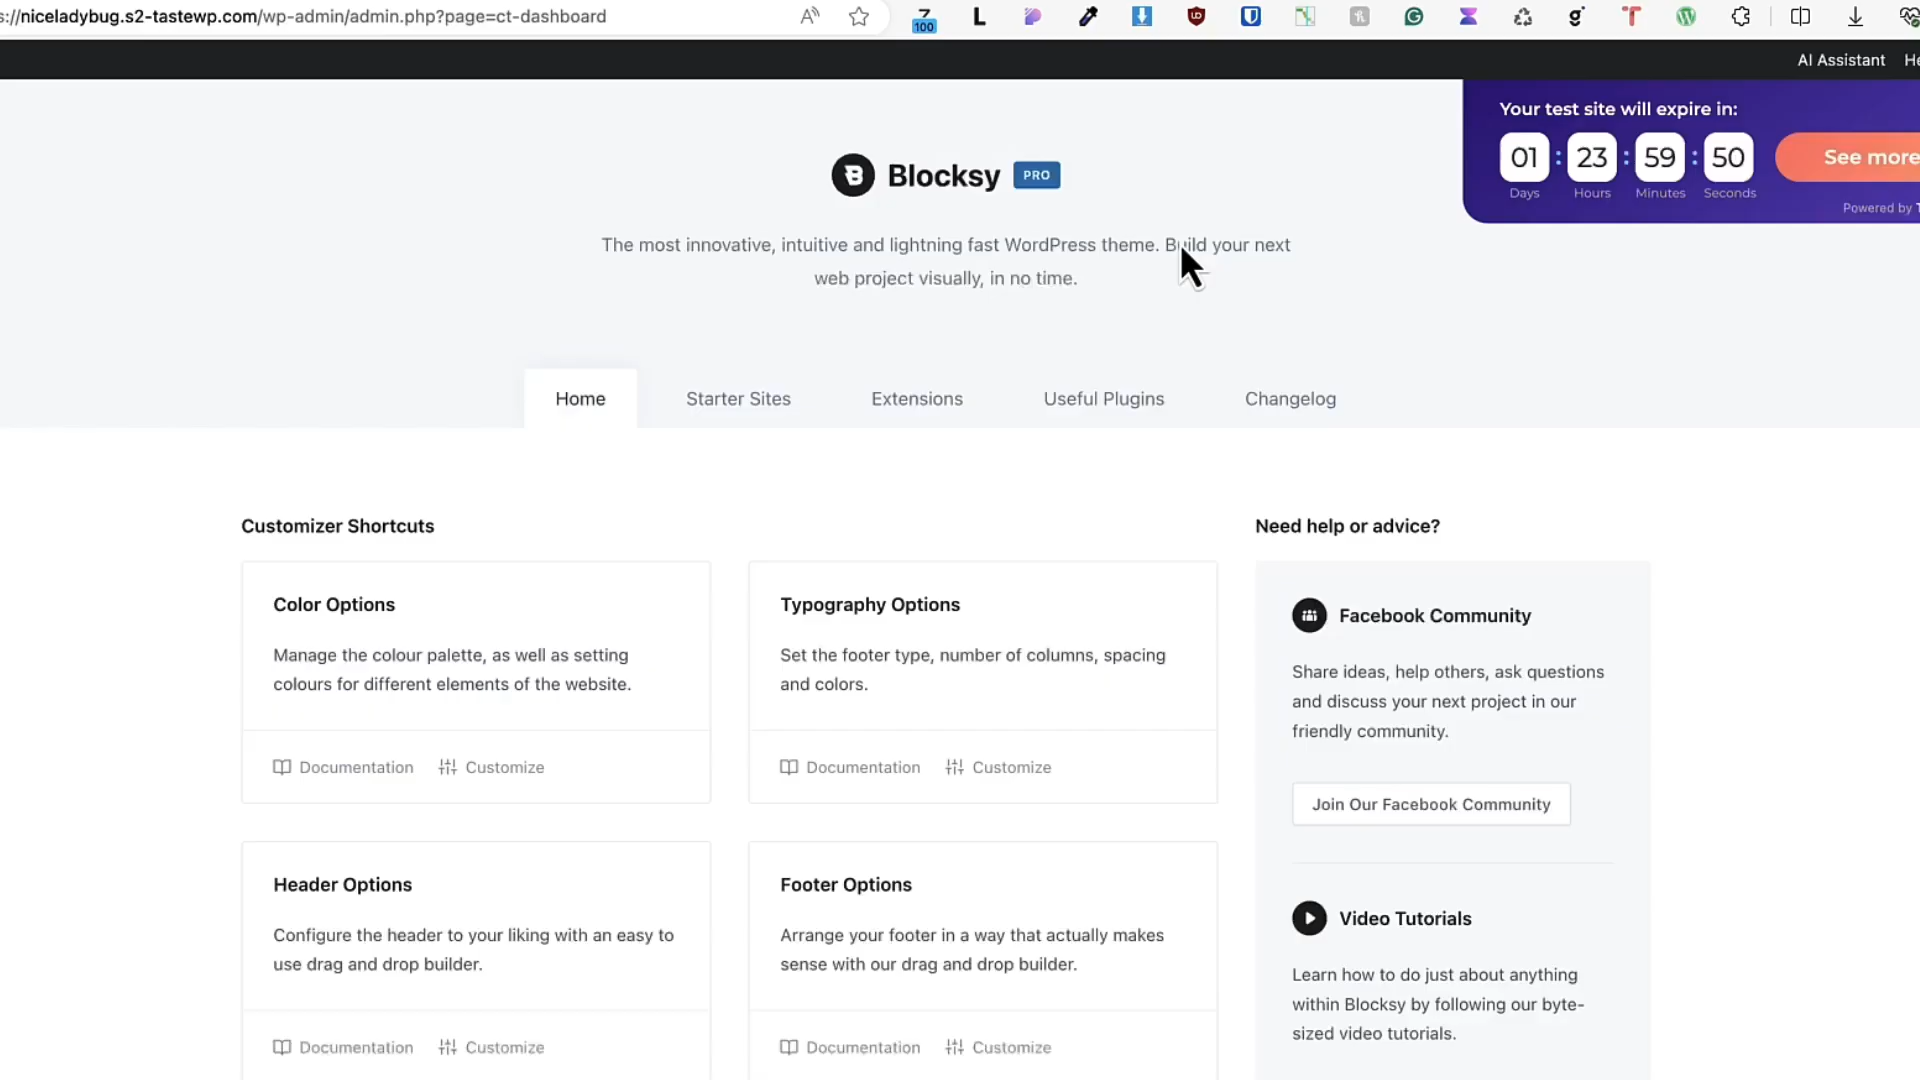 s://niceladybug.s2-tastewp.com/wp-admin/admin.php?page=ct-dashboard
100
AI Assistant
Your test site will expire in:
01 : 23 : 59 : 50
Days Hours Minutes Seconds
See more
Powered by
Blocksy PRO
The most innovative, intuitive and lightning fast WordPress theme. Build your next
web project visually, in no time.
Home Starter Sites Extensions Useful Plugins Changelog
Customizer Shortcuts
Color Options
Manage the colour palette, as well as setting
colours for different elements of the website.
Documentation Customize
Typography Options
Set the footer type, number of columns, spacing
and colors.
Documentation Customize
Header Options
Configure the header to your liking with an easy to
use drag and drop builder.
Documentation Customize
Footer Options
Arrange your footer in a way that actually makes
sense with our drag and drop builder.
Documentation Customize
Need help or advice?
Facebook Community
Share ideas, help others, ask questions
and discuss your next project in our
friendly community.
Join Our Facebook Community
Video Tutorials
Learn how to do just about anything
within Blocksy by following our byte-
sized video tutorials.